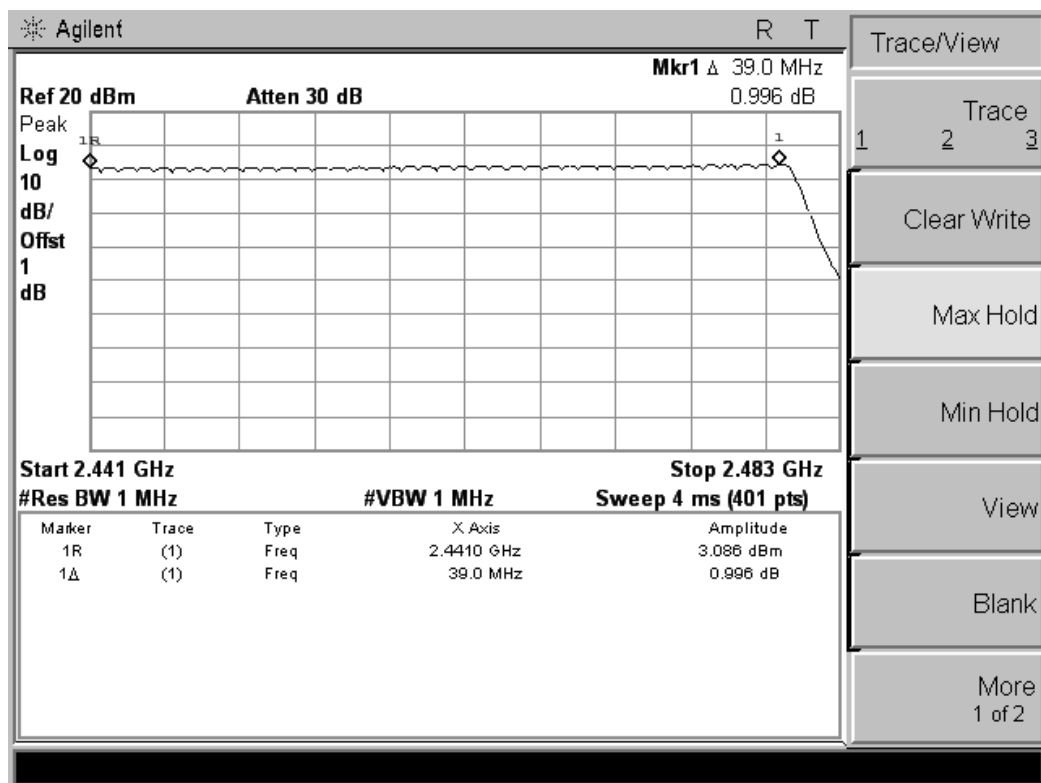 Agilent R T
Trace/View
Mkr1 Δ 39.0 MHz
Ref 20 dBm Atten 30 dB 0.996 dB
Peak
Log
10
dB/
Offst
1
dB
1R
1
Start 2.441 GHz Stop 2.483 GHz
#Res BW 1 MHz #VBW 1 MHz Sweep 4 ms (401 pts)
Marker Trace Type X Axis Amplitude
1R (1) Freq 2.4410 GHz 3.086 dBm
1Δ (1) Freq 39.0 MHz 0.996 dB
Trace
1 2 3
Clear Write
Max Hold
Min Hold
View
Blank
More
1 of 2